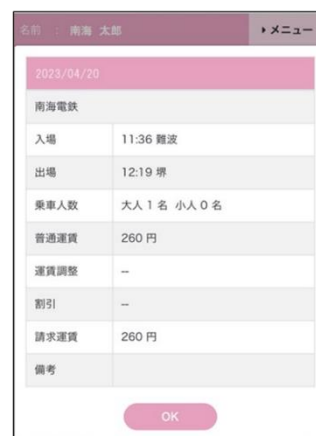 名前 : 南海 太郎
▸メニュー
2023/04/20
南海電鉄
入場 11:36 難波
出場 12:19 堺
乗車人数 大人 1 名 小人 0 名
普通運賃 260 円
運賃調整 --
割引 --
請求運賃 260 円
備考
OK